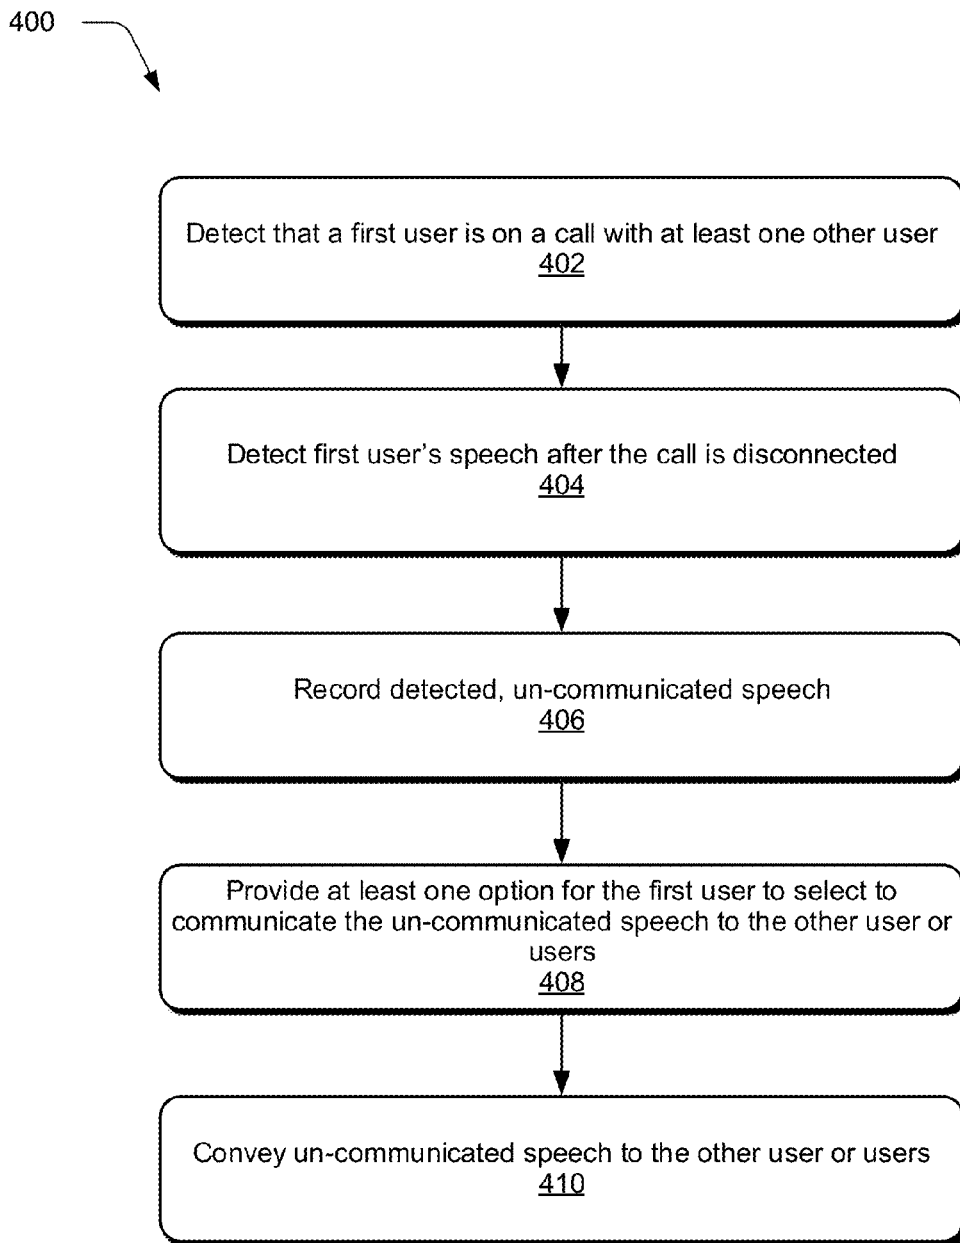 400
Detect that a first user is on a call with at least one other user
402
Detect first user's speech after the call is disconnected
404
Record detected, un-communicated speech
406
Provide at least one option for the first user to select to
communicate the un-communicated speech to the other user or
users
408
Convey un-communicated speech to the other user or users
410